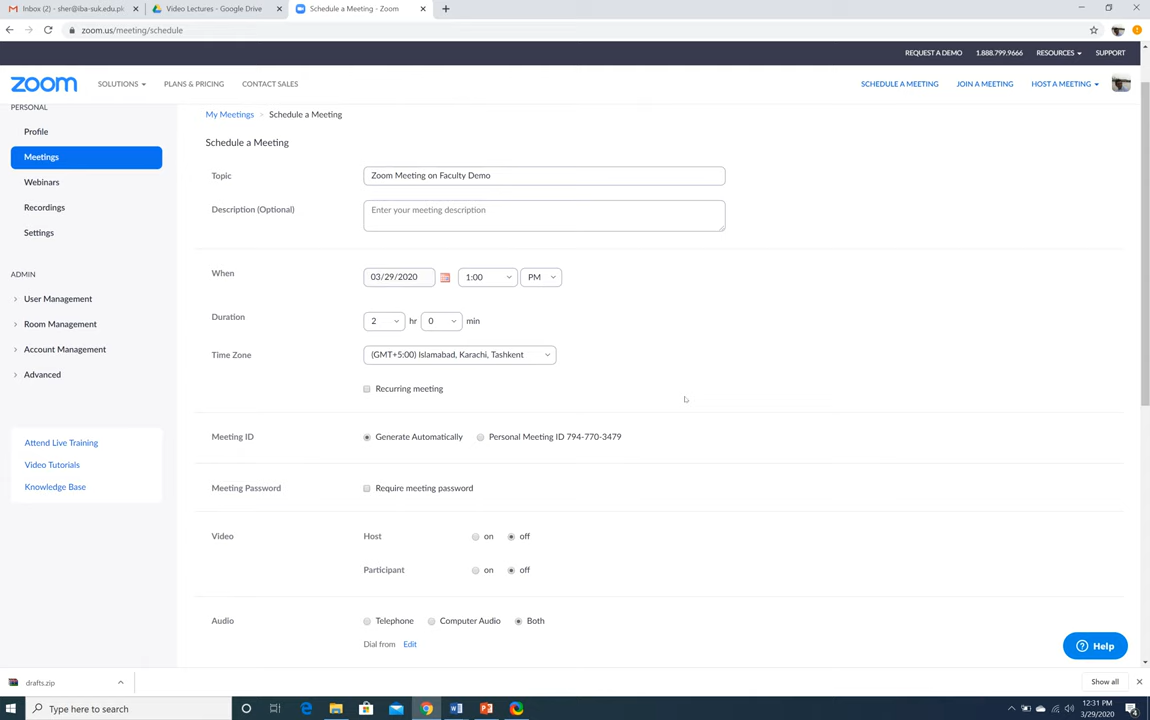 Inbox (2) - sher@iba-suk.edu.p
Video Lectures - Google Drive
Schedule a Meeting - Zoom
zoom.us/meeting/schedule
REQUEST A DEMO 1.888.799.9666 RESOURCES SUPPORT
zoom SOLUTIONS PLANS & PRICING CONTACT SALES SCHEDULE A MEETING JOIN A MEETING HOST A MEETING
PERSONAL
Profile
Meetings
Webinars
Recordings
Settings
ADMIN
User Management
Room Management
Account Management
Advanced
Attend Live Training
Video Tutorials
Knowledge Base
My Meetings > Schedule a Meeting
Schedule a Meeting
Topic Zoom Meeting on Faculty Demo
Description (Optional) Enter your meeting description
When 03/29/2020 1:00 PM
Duration 2 hr 0 min
Time Zone (GMT+5:00) Islamabad, Karachi, Tashkent
Recurring meeting
Meeting ID Generate Automatically Personal Meeting ID 794-770-3479
Meeting Password Require meeting password
Video Host on off
Participant on off
Audio Telephone Computer Audio Both
Dial from Edit
Help
drafts.zip
Show all
Type here to search
12:31 PM
3/29/2020
4